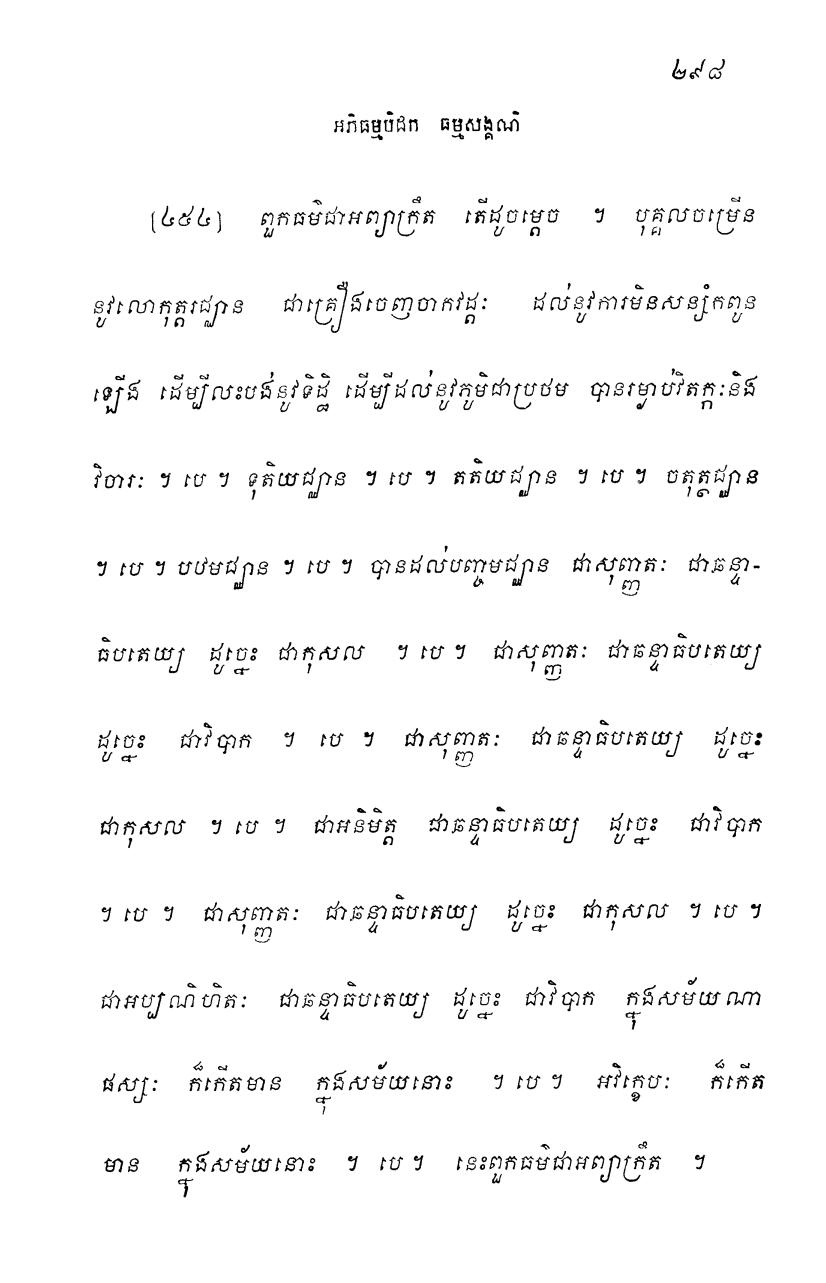 ២៩៨
អភិធម្មបិដក ធម្មសង្គណិ
[៤៥៤] ពួកធម៌ជាអព្យាក្រឹត តើដូចម្តេច ។ បុគ្គលចម្រើន
នូវលោកុត្តរជ្ឈាន ជាគ្រឿងចេញចាកវដ្តៈ ដល់នូវការមិនសន្សំកពូន
ឡើង ដើម្បីលះបង់នូវទិដ្ឋិ ដើម្បីដល់នូវភូមិជាប្រថម បានរម្ងាប់វិតក្កៈនិង
វិចារៈ ។ បេ ។ ទុតិយជ្ឈាន ។ បេ ។ តតិយជ្ឈាន ។ បេ ។ ចតុត្ថជ្ឈាន
។ បេ ។ បឋមជ្ឈាន ។ បេ ។ បានដល់បញ្ចមជ្ឈាន ជាសុញ្ញតៈ ជាឆន្ទា-
ធិបតេយ្យ ដូច្នេះ ជាកុសល ។ បេ ។ ជាសុញ្ញតៈ ជាឆន្ទាធិបតេយ្យ
ដូច្នេះ ជាវិបាក ។ បេ ។ ជាសុញ្ញតៈ ជាឆន្ទាធិបតេយ្យ ដូច្នេះ
ជាកុសល ។ បេ ។ ជាអនិមិត្ត ជាឆន្ទាធិបតេយ្យ ដូច្នេះ ជាវិបាក
។ បេ ។ ជាសុញ្ញតៈ ជាឆន្ទាធិបតេយ្យ ដូច្នេះ ជាកុសល ។ បេ ។
ជាអប្បណិហិតៈ ជាឆន្ទាធិបតេយ្យ ដូច្នេះ ជាវិបាក ក្នុងសម័យណា
ផស្សៈ ក៏កើតមាន ក្នុងសម័យនោះ ។ បេ ។ អវិក្ខេបៈ ក៏កើត
មាន ក្នុងសម័យនោះ ។ បេ ។ នេះពួកធម៌ជាអព្យាក្រឹត ។